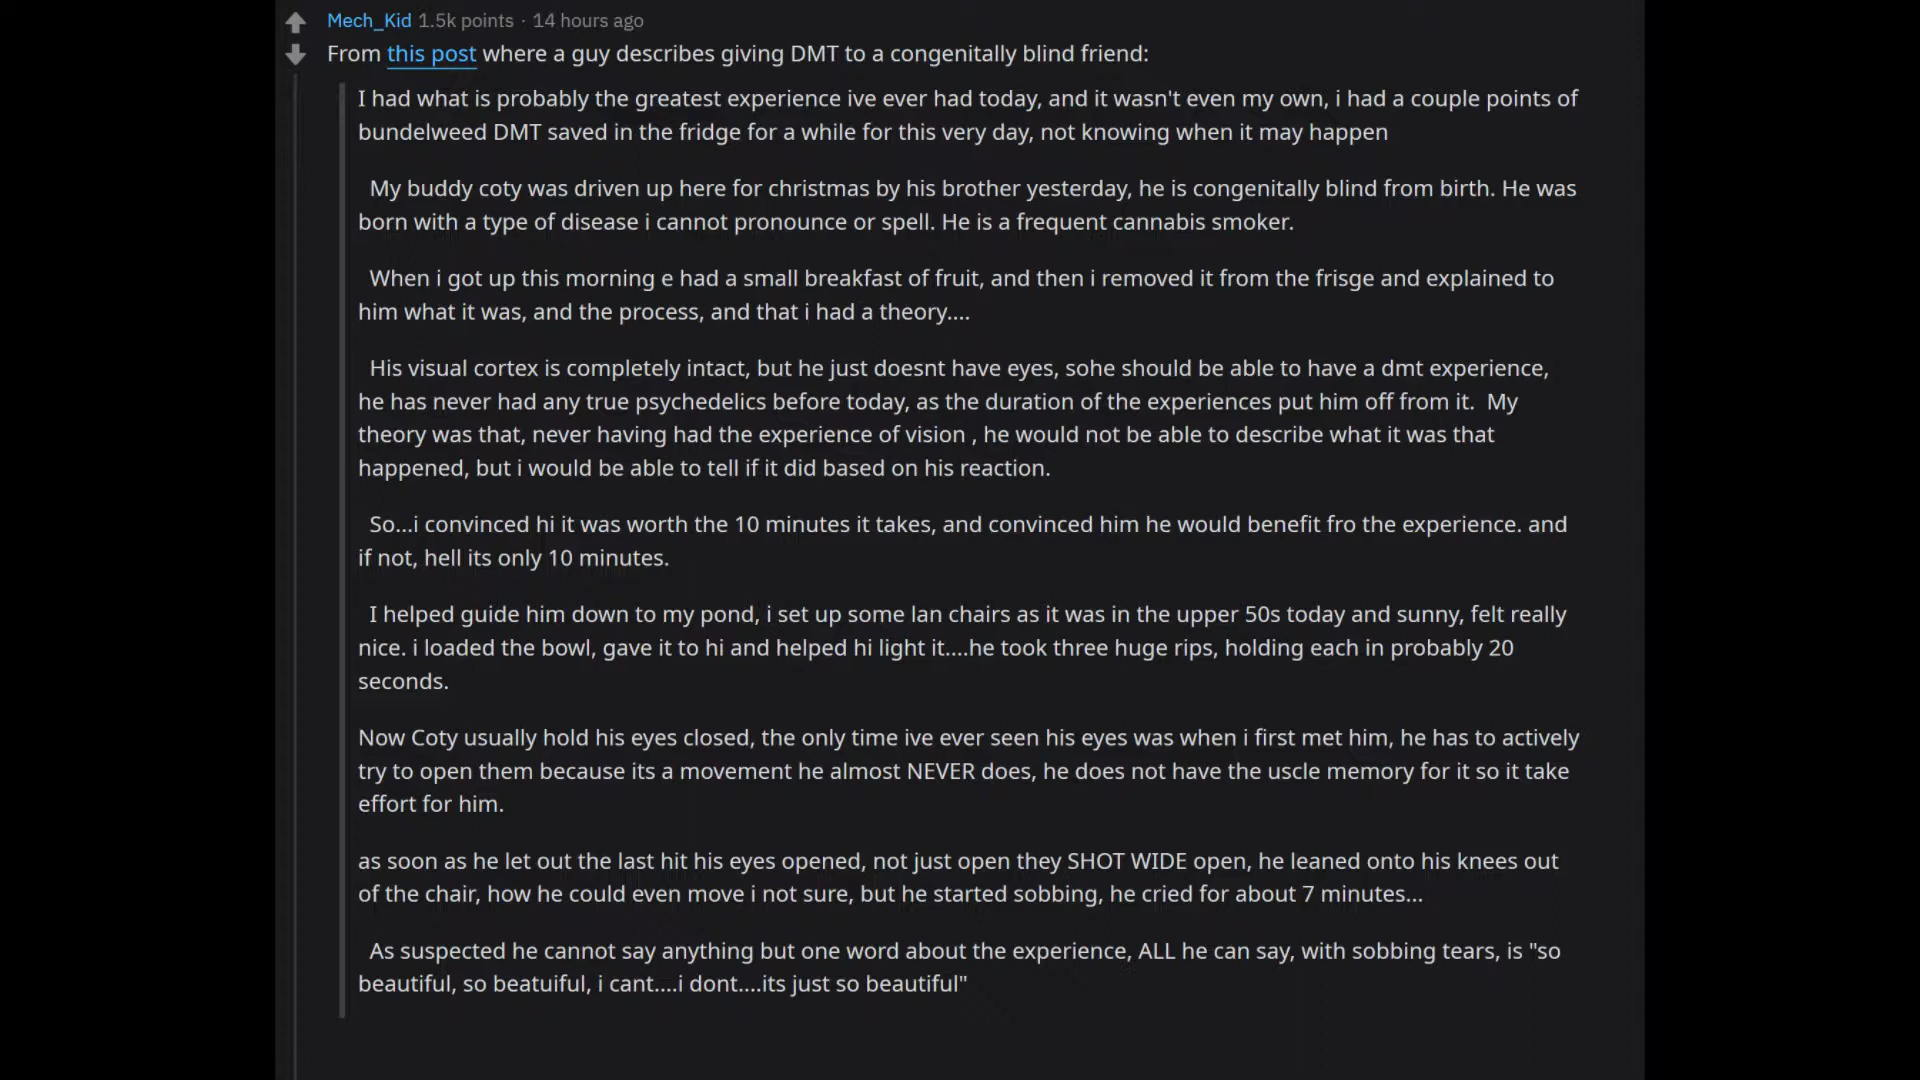 Mech_Kid 1.5k points · 14 hours ago
From this post where a guy describes giving DMT to a congenitally blind friend:
I had what is probably the greatest experience ive ever had today, and it wasn't even my own, i had a couple points of
bundelweed DMT saved in the fridge for a while for this very day, not knowing when it may happen
My buddy coty was driven up here for christmas by his brother yesterday, he is congenitally blind from birth. He was
born with a type of disease i cannot pronounce or spell. He is a frequent cannabis smoker.
When i got up this morning e had a small breakfast of fruit, and then i removed it from the frisge and explained to
him what it was, and the process, and that i had a theory....
His visual cortex is completely intact, but he just doesnt have eyes, sohe should be able to have a dmt experience,
he has never had any true psychedelics before today, as the duration of the experiences put him off from it. My
theory was that, never having had the experience of vision , he would not be able to describe what it was that
happened, but i would be able to tell if it did based on his reaction.
So...i convinced hi it was worth the 10 minutes it takes, and convinced him he would benefit fro the experience. and
if not, hell its only 10 minutes.
I helped guide him down to my pond, i set up some lan chairs as it was in the upper 50s today and sunny, felt really
nice. i loaded the bowl, gave it to hi and helped hi light it....he took three huge rips, holding each in probably 20
seconds.
Now Coty usually hold his eyes closed, the only time ive ever seen his eyes was when i first met him, he has to actively
try to open them because its a movement he almost NEVER does, he does not have the uscle memory for it so it take
effort for him.
as soon as he let out the last hit his eyes opened, not just open they SHOT WIDE open, he leaned onto his knees out
of the chair, how he could even move i not sure, but he started sobbing, he cried for about 7 minutes...
As suspected he cannot say anything but one word about the experience, ALL he can say, with sobbing tears, is "so
beautiful, so beatuiful, i cant....i dont....its just so beautiful"